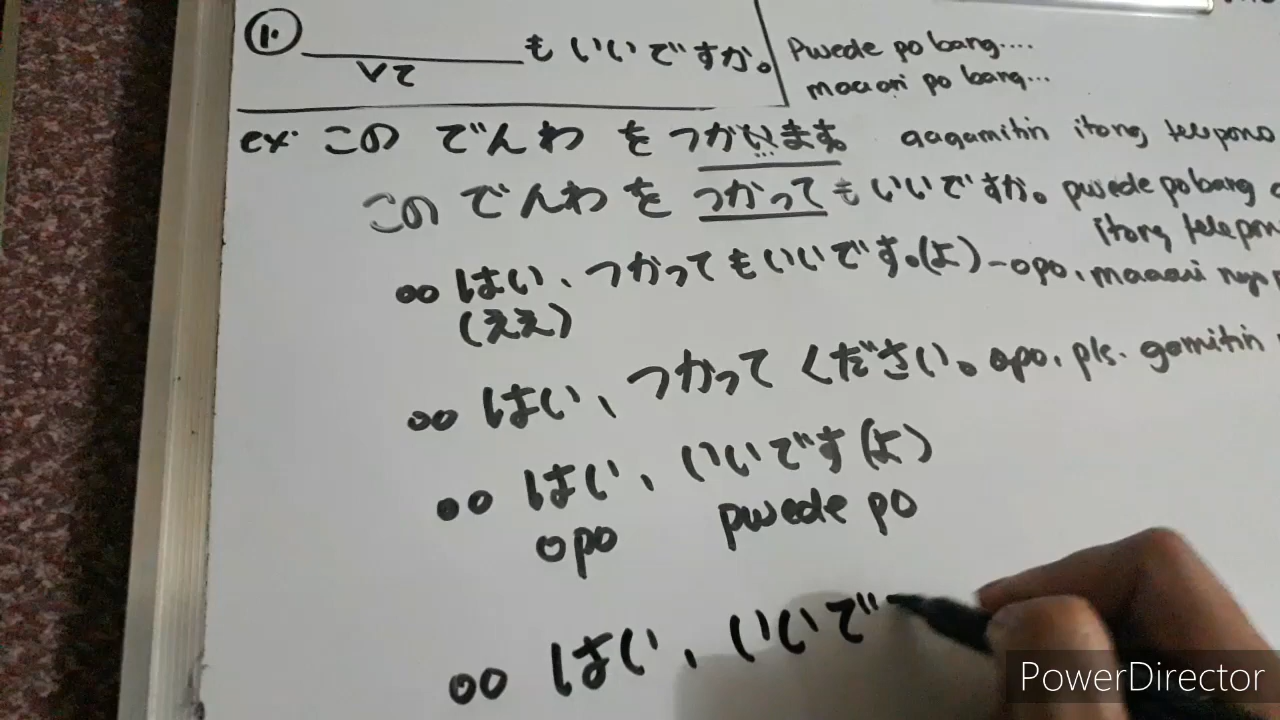 1. ____ もいいですか。 Pwede po bang....
V2 maaari po bang...
ex. この でんわ をつかいます。 gagamitin itong telepono
この でんわ を つかって もいいですか。 pwede po bang
itong telepon
∞ はい、つかってもいいです。(よ) - opo, maaari nyo p
(ええ)
∞ はい、つかって ください。 opo, pls. gamitin
∞ はい、いいです(よ)
opo pwede po
∞ はい、いいで
PowerDirector